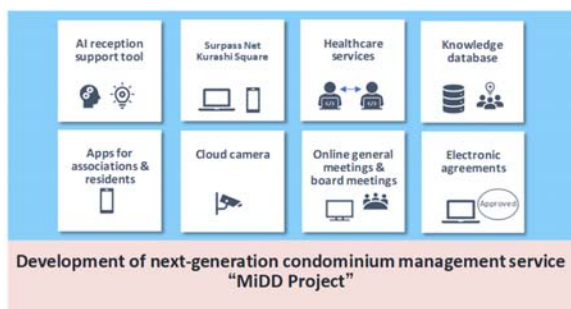 AI reception
support tool
Surpass Net
Kurashi Square
Healthcare
services
Knowledge
database
Apps for
associations &
residents
Cloud camera
Online general
meetings &
board meetings
Electronic
agreements
Approved
Development of next-generation condominium management service
“MiDD Project”